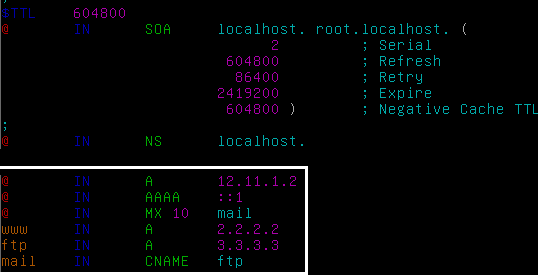 ;
$TTL 604800
@ IN SOA localhost. root.localhost. (
2 ; Serial
604800 ; Refresh
86400 ; Retry
2419200 ; Expire
604800 ) ; Negative Cache TTL
;
@ IN NS localhost.
@ IN A 12.11.1.2
@ IN AAAA ::1
@ IN MX 10 mail
www IN A 2.2.2.2
ftp IN A 3.3.3.3
mail IN CNAME ftp